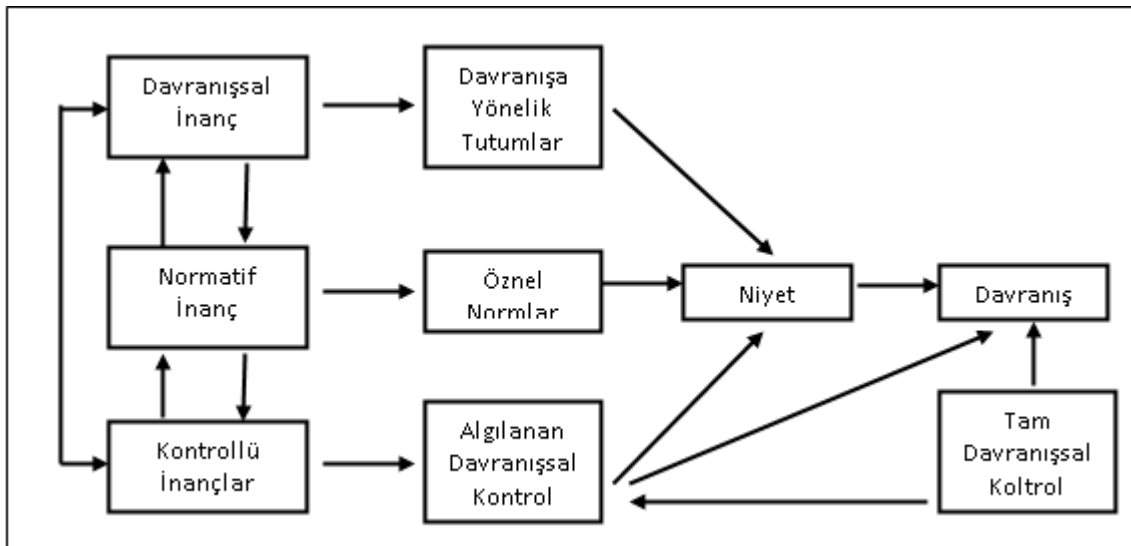 Davranışsal
İnanç
Davranışa
Yönelik
Tutumlar
Normatif
İnanç
Öznel
Normlar
Niyet
Davranış
Kontrollü
İnançlar
Algılanan
Davranışsal
Kontrol
Tam
Davranışsal
Koltrol